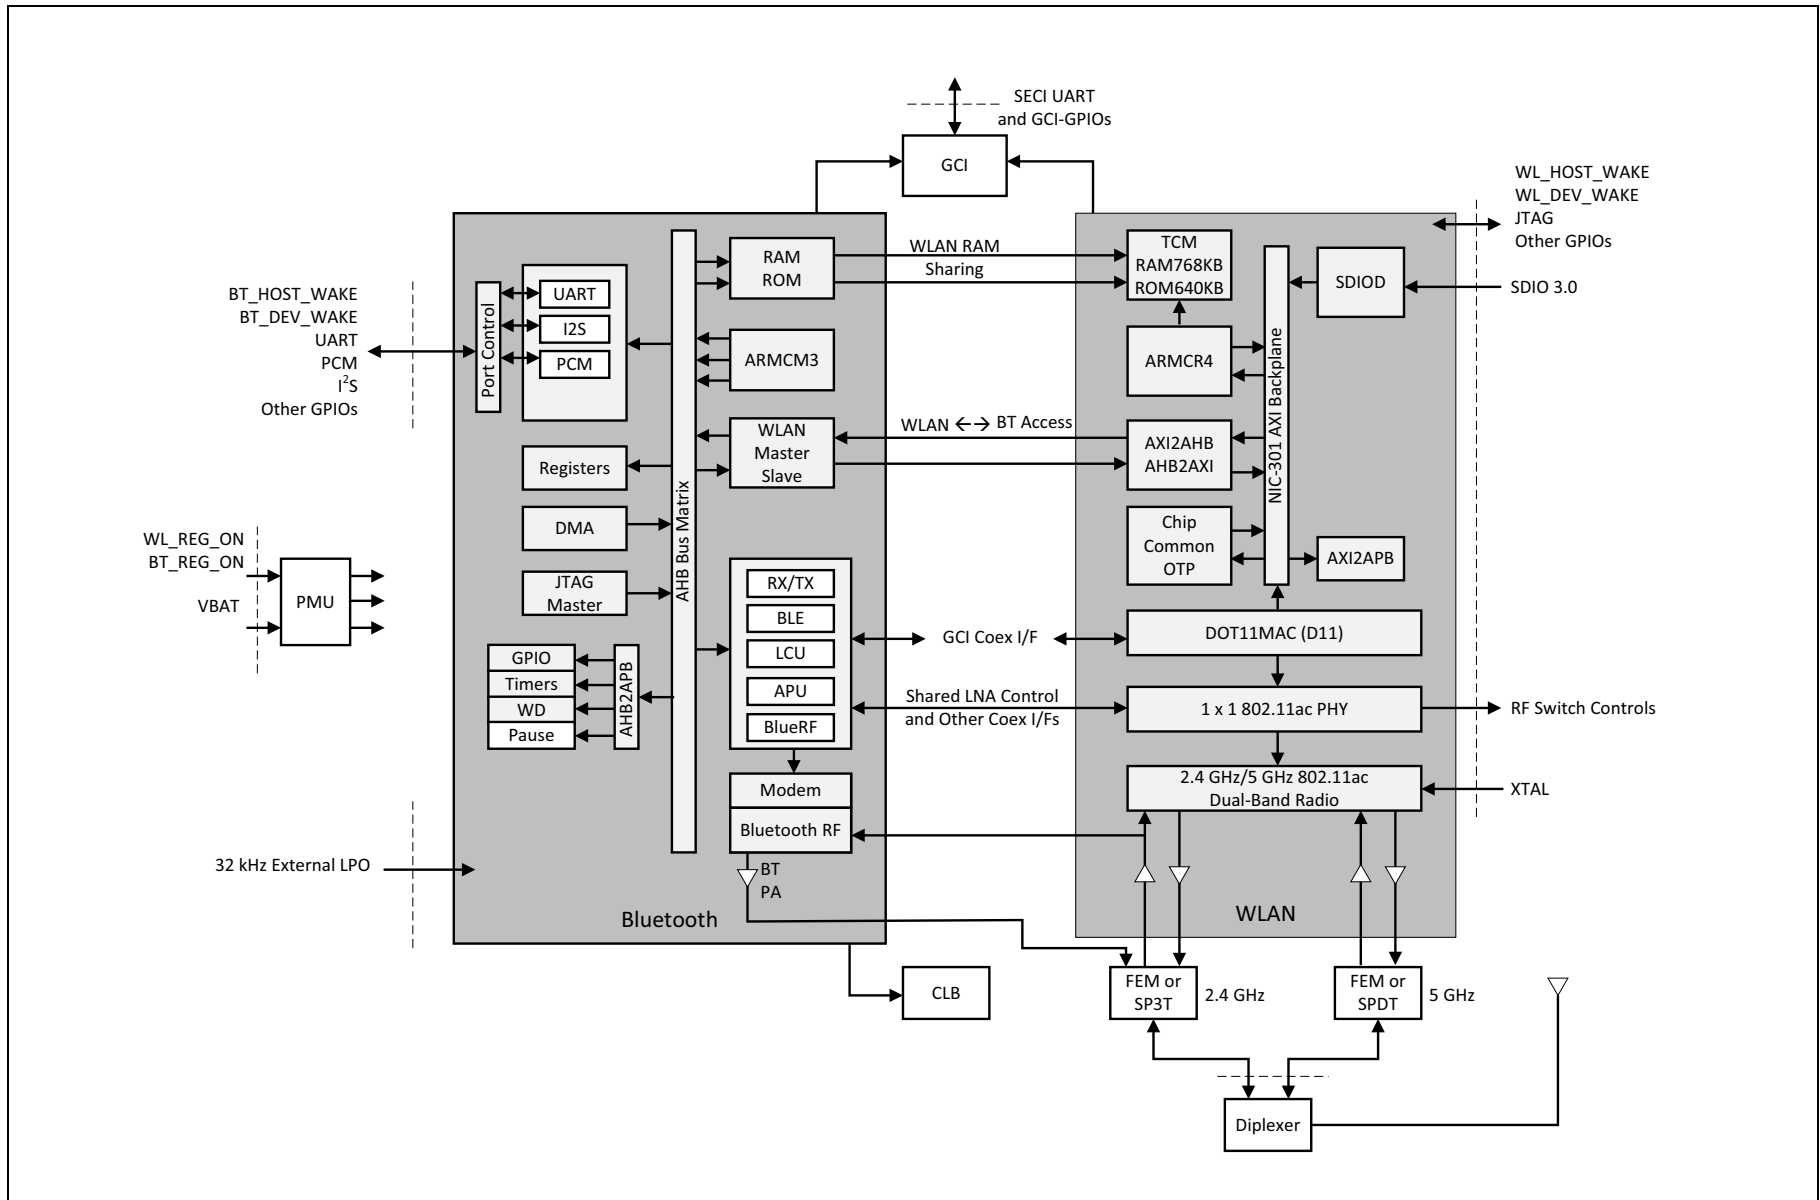 SECI UART
and GCI-GPIOs
GCI
WL_HOST_WAKE
WL_DEV_WAKE
JTAG
Other GPIOs
SDIO 3.0
BT_HOST_WAKE
BT_DEV_WAKE
UART
PCM
I²S
Other GPIOs
Port Control
UART
I2S
PCM
Registers
DMA
JTAG
Master
GPIO
Timers
WD
Pause
AHB2APB
AHB Bus Matrix
RAM
ROM
ARMCM3
WLAN
Master
Slave
RX/TX
BLE
LCU
APU
BlueRF
Modem
Bluetooth RF
BT
PA
Bluetooth
WL_REG_ON
BT_REG_ON
VBAT
PMU
32 kHz External LPO
WLAN RAM
Sharing
WLAN ←→ BT Access
GCI Coex I/F
Shared LNA Control
and Other Coex I/Fs
TCM
RAM768KB
ROM640KB
SDIOD
ARMCR4
NIC-301 AXI Backplane
AXI2AHB
AHB2AXI
Chip
Common
OTP
AXI2APB
DOT11MAC (D11)
1 x 1 802.11ac PHY
RF Switch Controls
2.4 GHz/5 GHz 802.11ac
Dual-Band Radio
XTAL
WLAN
CLB
FEM or
SP3T
2.4 GHz
FEM or
SPDT
5 GHz
Diplexer